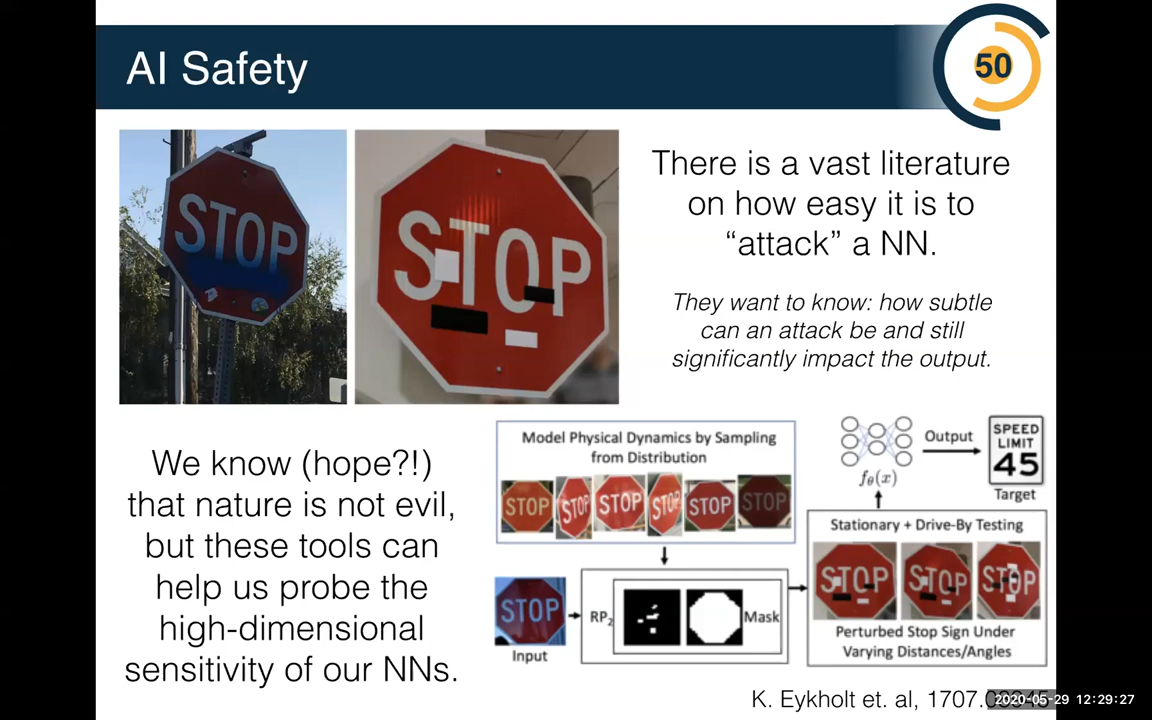 AI Safety
50
STOP
STOP
There is a vast literature
on how easy it is to
“attack” a NN.
They want to know: how subtle
can an attack be and still
significantly impact the output.
We know (hope?!)
that nature is not evil,
but these tools can
help us probe the
high-dimensional
sensitivity of our NNs.
Model Physical Dynamics by Sampling
from Distribution
STOP STOP STOP STOP STOP STOP
STOP
Input
RP2
Mask
fθ(x)
Output
SPEED
LIMIT
45
Target
Stationary + Drive-By Testing
STOP STOP STOP
Perturbed Stop Sign Under
Varying Distances/Angles
K. Eykholt et. al, 1707.
2020-05-29 12:29:27